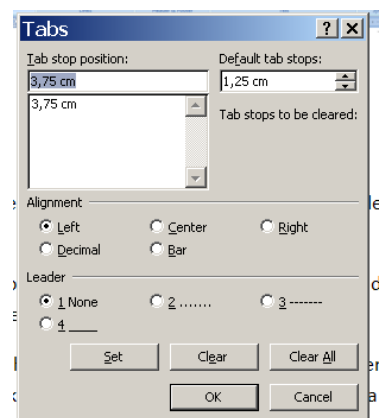 Tabs
Tab stop position: Default tab stops:
3,75 cm 1,25 cm
3,75 cm
Tab stops to be cleared:
Alignment
Left Center Right
Decimal Bar
Leader
1 None 2 ....... 3 -------
4 ____
Set Clear Clear All
OK Cancel